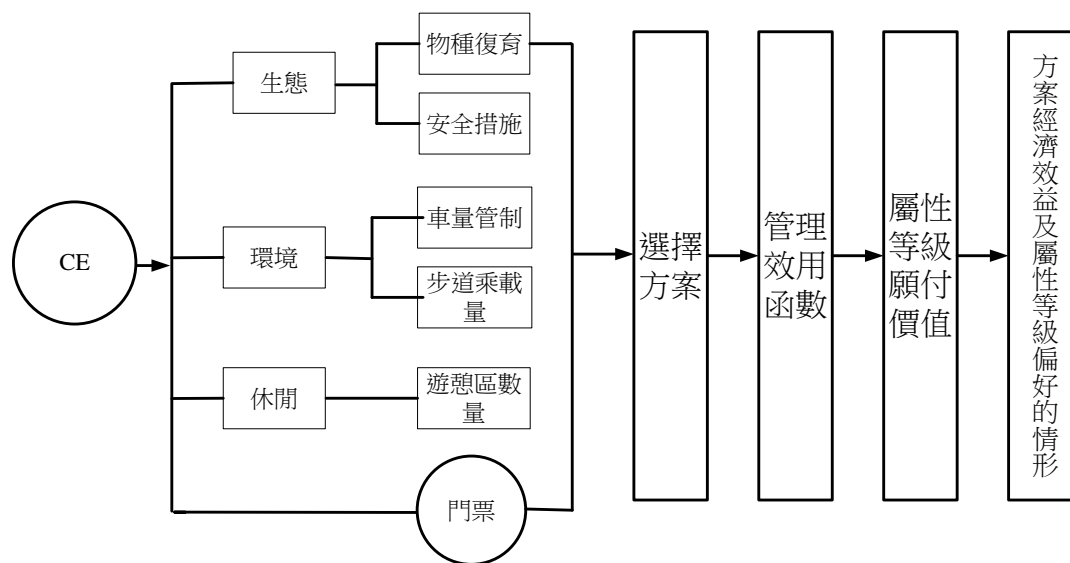 CE
生態
物種復育
安全措施
環境
車量管制
步道乘載
量
休閒
遊憩區數
量
門票
選擇
方案
管理
效用
函數
屬性
等級
願付
價值
方案經濟效益及屬性等級偏好的情形